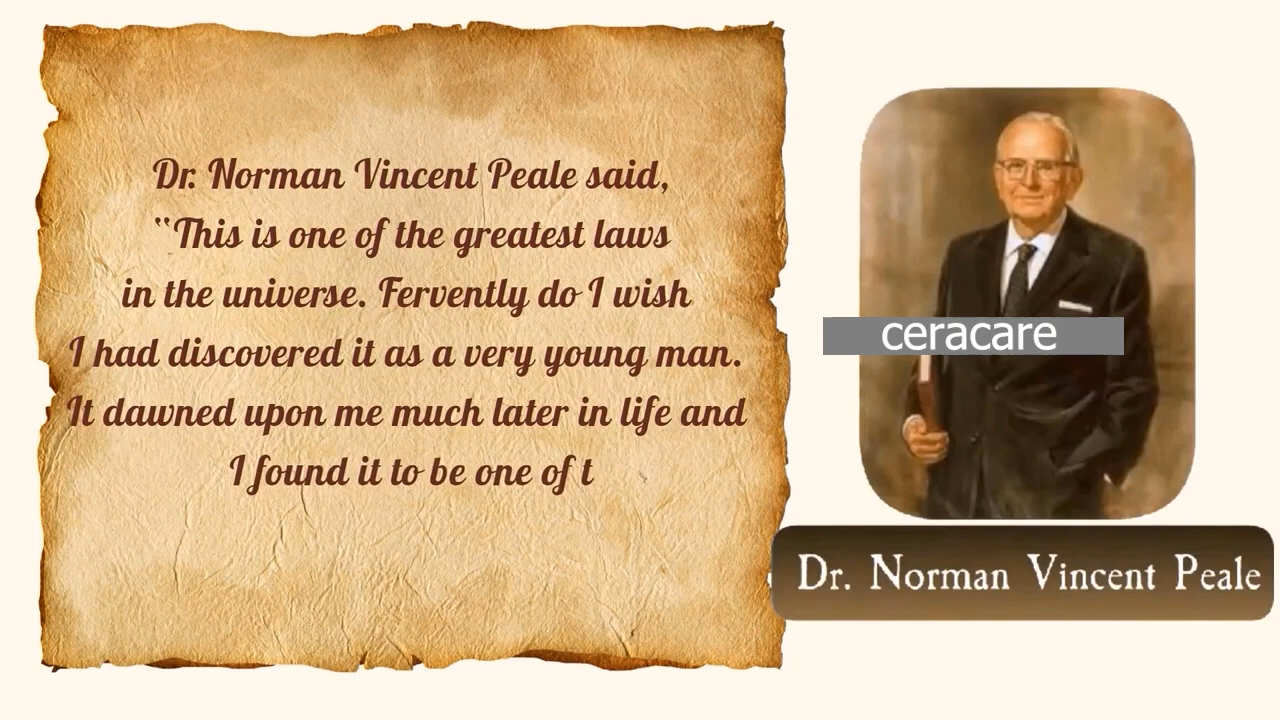 Dr. Norman Vincent Peale said,
“This is one of the greatest laws
in the universe. Fervently do I wish
I had discovered it as a very young man.
It dawned upon me much later in life and
I found it to be one of t
ceracare
Dr. Norman Vincent Peale